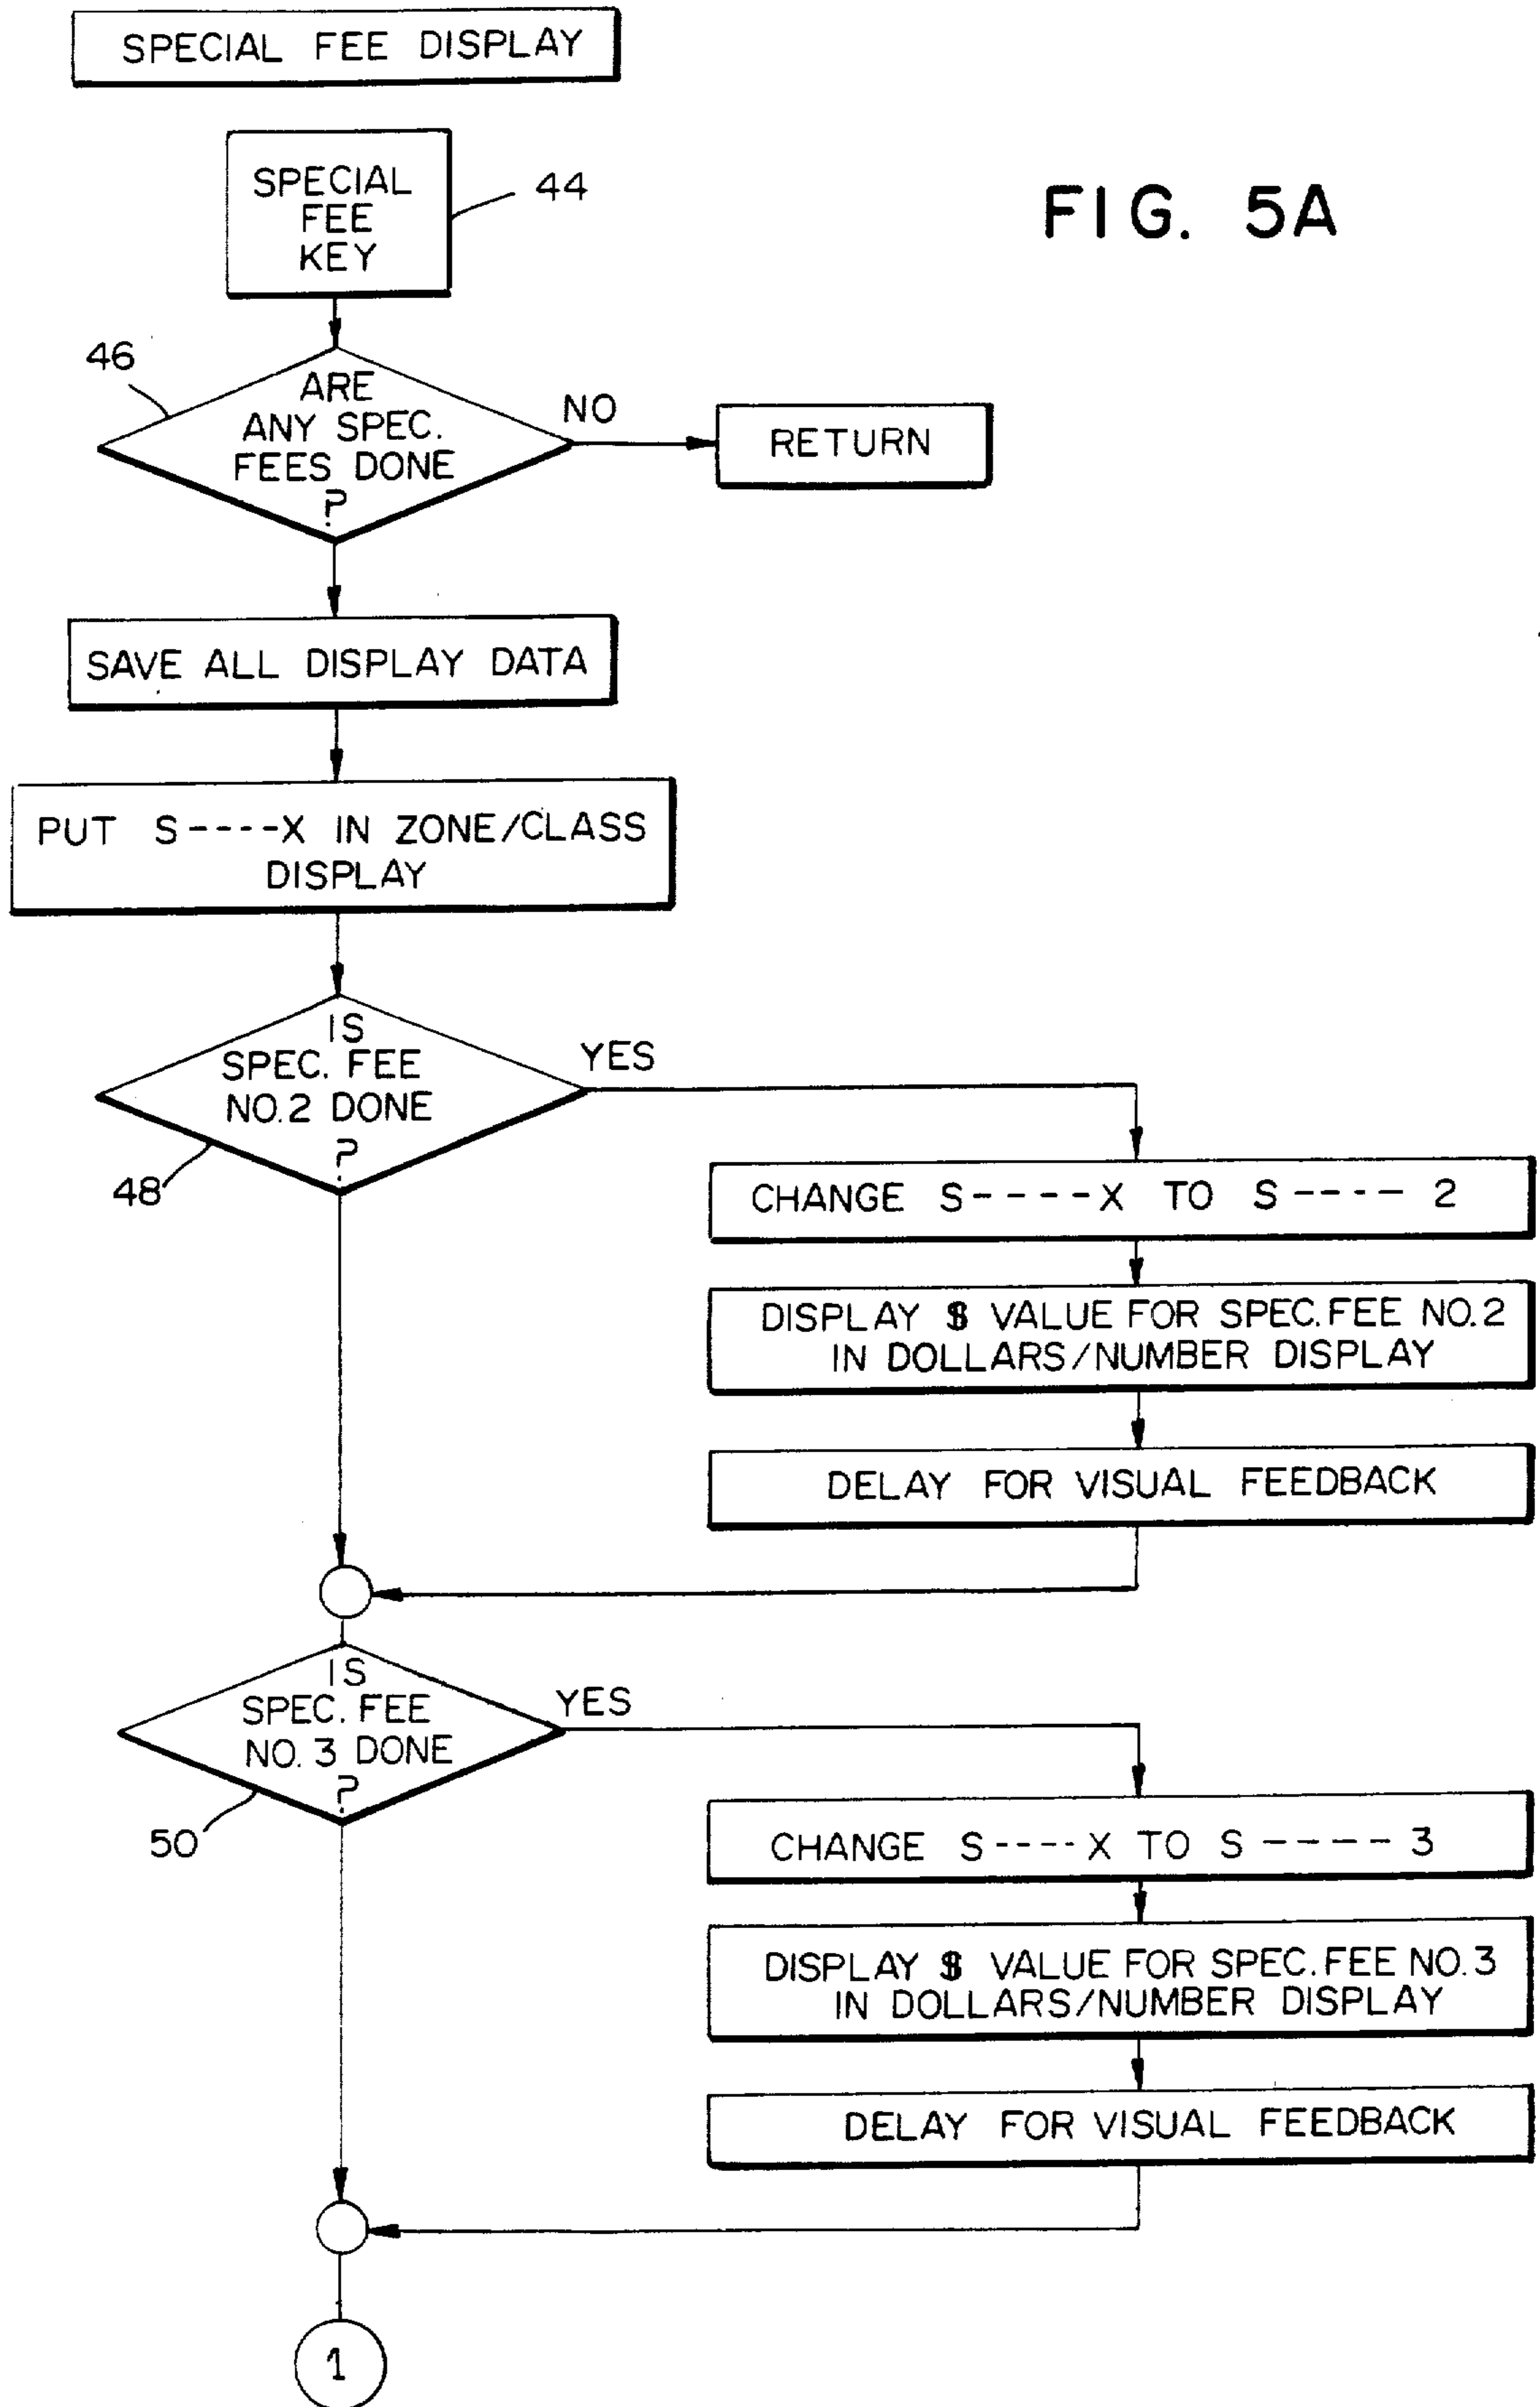 SPECIAL FEE DISPLAY
FIG. 5A
SPECIAL
FEE
KEY
44
46
ARE
ANY SPEC.
FEES DONE
?
NO
RETURN
SAVE ALL DISPLAY DATA
PUT S----X IN ZONE/CLASS
DISPLAY
IS
SPEC. FEE
NO.2 DONE
?
YES
48
CHANGE S-----X TO S---- 2
DISPLAY $ VALUE FOR SPEC. FEE NO.2
IN DOLLARS/NUMBER DISPLAY
DELAY FOR VISUAL FEEDBACK
IS
SPEC. FEE
NO. 3 DONE
?
YES
50
CHANGE S----X TO S ----- 3
DISPLAY $ VALUE FOR SPEC. FEE NO. 3
IN DOLLARS/NUMBER DISPLAY
DELAY FOR VISUAL FEEDBACK
1